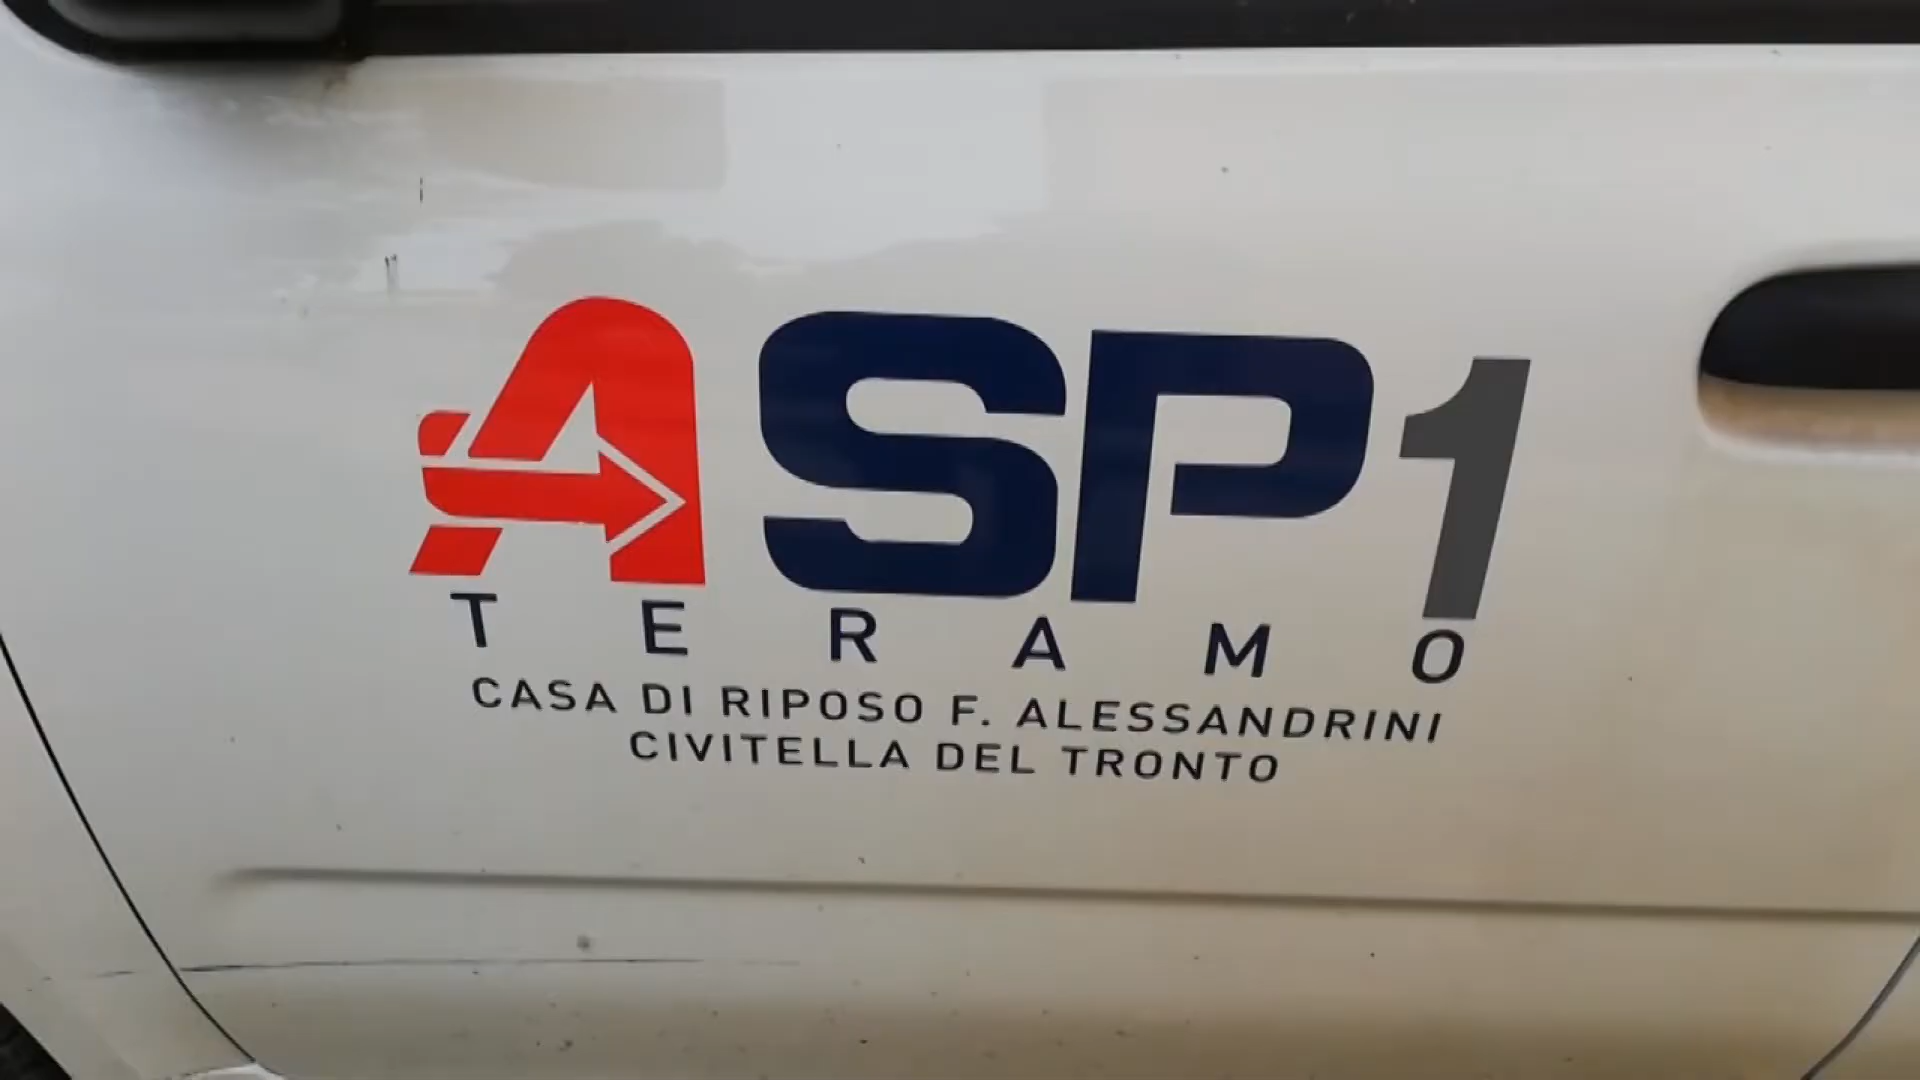 ASP1
TERAMO
CASA DI RIPOSO F. ALESSANDRINI
CIVITELLA DEL TRONTO